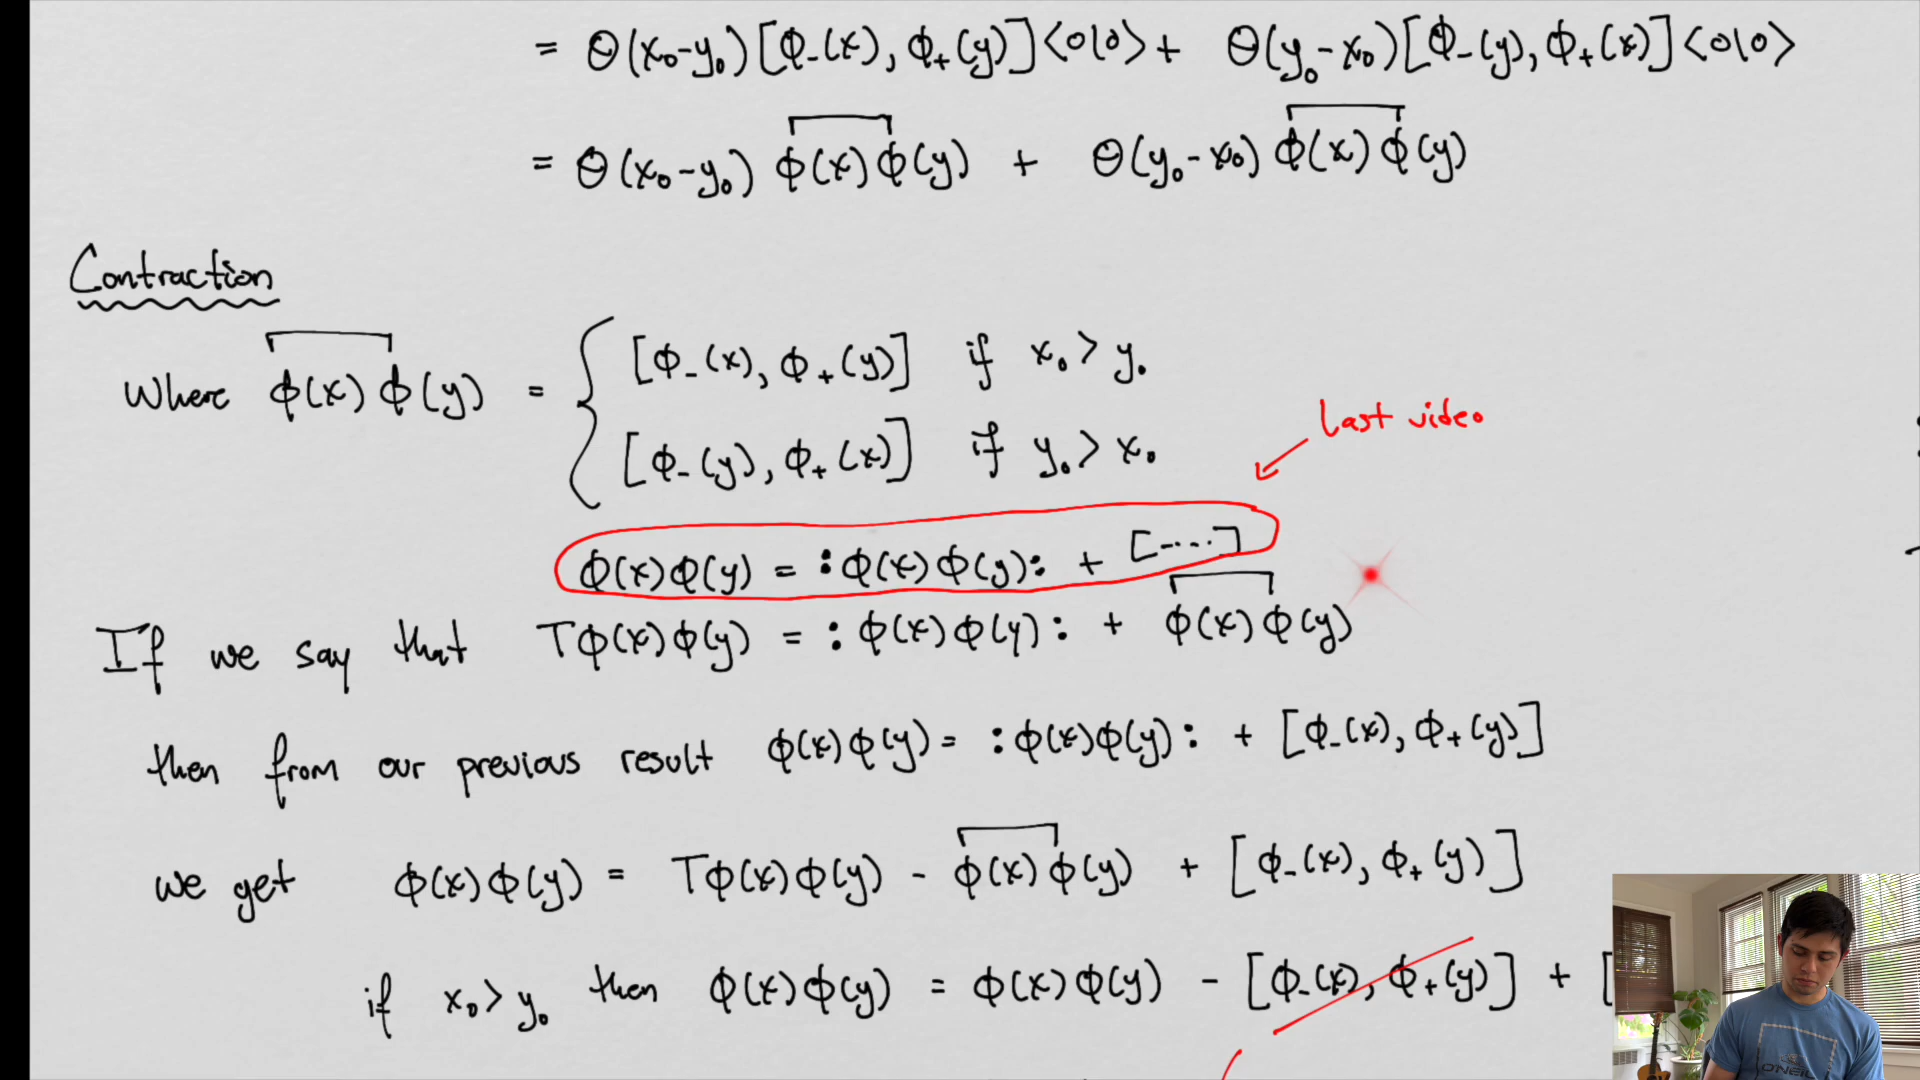 = Θ(x₀-y₀)[ϕ₋(x), ϕ₊(y)]<0|0> + Θ(y₀-x₀)[ϕ₋(y), ϕ₊(x)]<0|0>
= Θ(x₀-y₀) ϕ(x)ϕ(y) + Θ(y₀-x₀) ϕ(x)ϕ(y)
Contraction
Where ϕ(x)ϕ(y) = { [ϕ₋(x), ϕ₊(y)] if x₀ > y₀
[ϕ₋(y), ϕ₊(x)] if y₀ > x₀
Last video
ϕ(x)ϕ(y) = :ϕ(x)ϕ(y): + [-...]
If we say that Tϕ(x)ϕ(y) = :ϕ(x)ϕ(y): + ϕ(x)ϕ(y)
then from our previous result ϕ(x)ϕ(y) = :ϕ(x)ϕ(y): + [ϕ₋(x), ϕ₊(y)]
we get ϕ(x)ϕ(y) = Tϕ(x)ϕ(y) - ϕ(x)ϕ(y) + [ϕ₋(x), ϕ₊(y)]
if x₀ > y₀ then ϕ(x)ϕ(y) = ϕ(x)ϕ(y) - [ϕ₋(x), ϕ₊(y)] + [